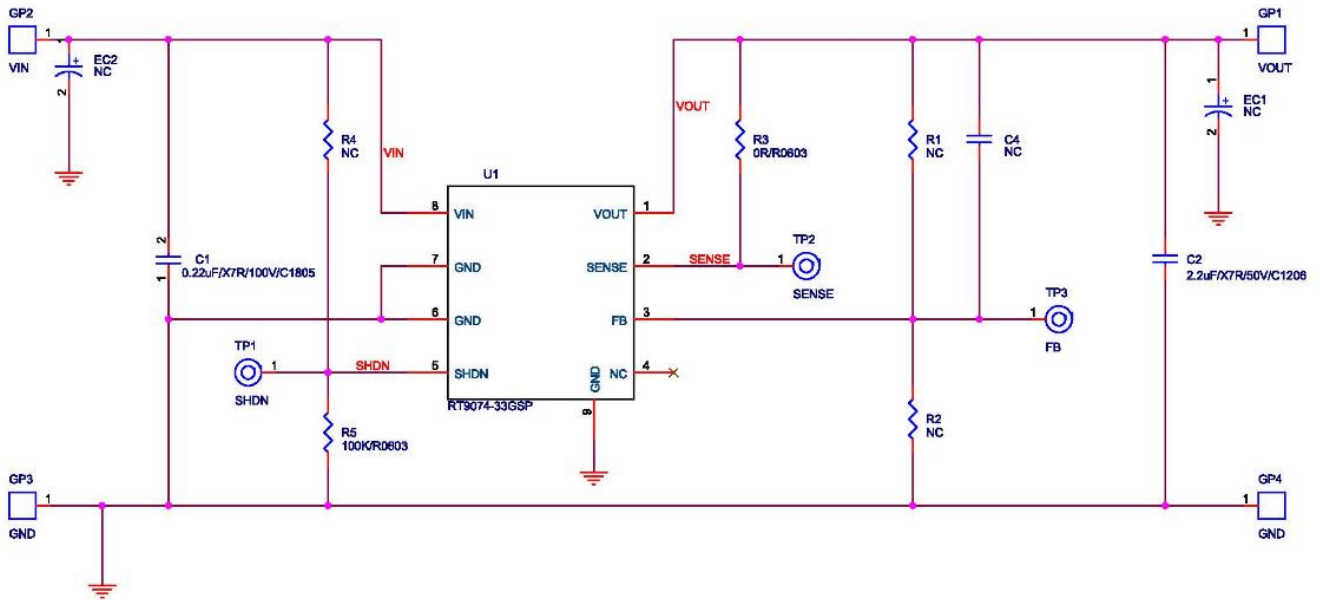 GP2
1
VIN
1
EC2
NC
2
R4
NC
VIN
2
C1
0.22uF/X7R/100V/C1805
1
TP1
1
SHDN
SHDN
R5
100K/R0603
GP3
1
GND
U1
8
VIN
7
GND
6
GND
5
SHDN
VOUT
1
SENSE
2
FB
3
NC
4
GND
9
RT9074-33GSP
VOUT
R3
0R/R0603
SENSE
TP2
1
SENSE
R1
NC
C4
NC
TP3
1
FB
R2
NC
C2
2.2uF/X7R/50V/C1206
GP1
1
VOUT
1
EC1
NC
2
GP4
1
GND